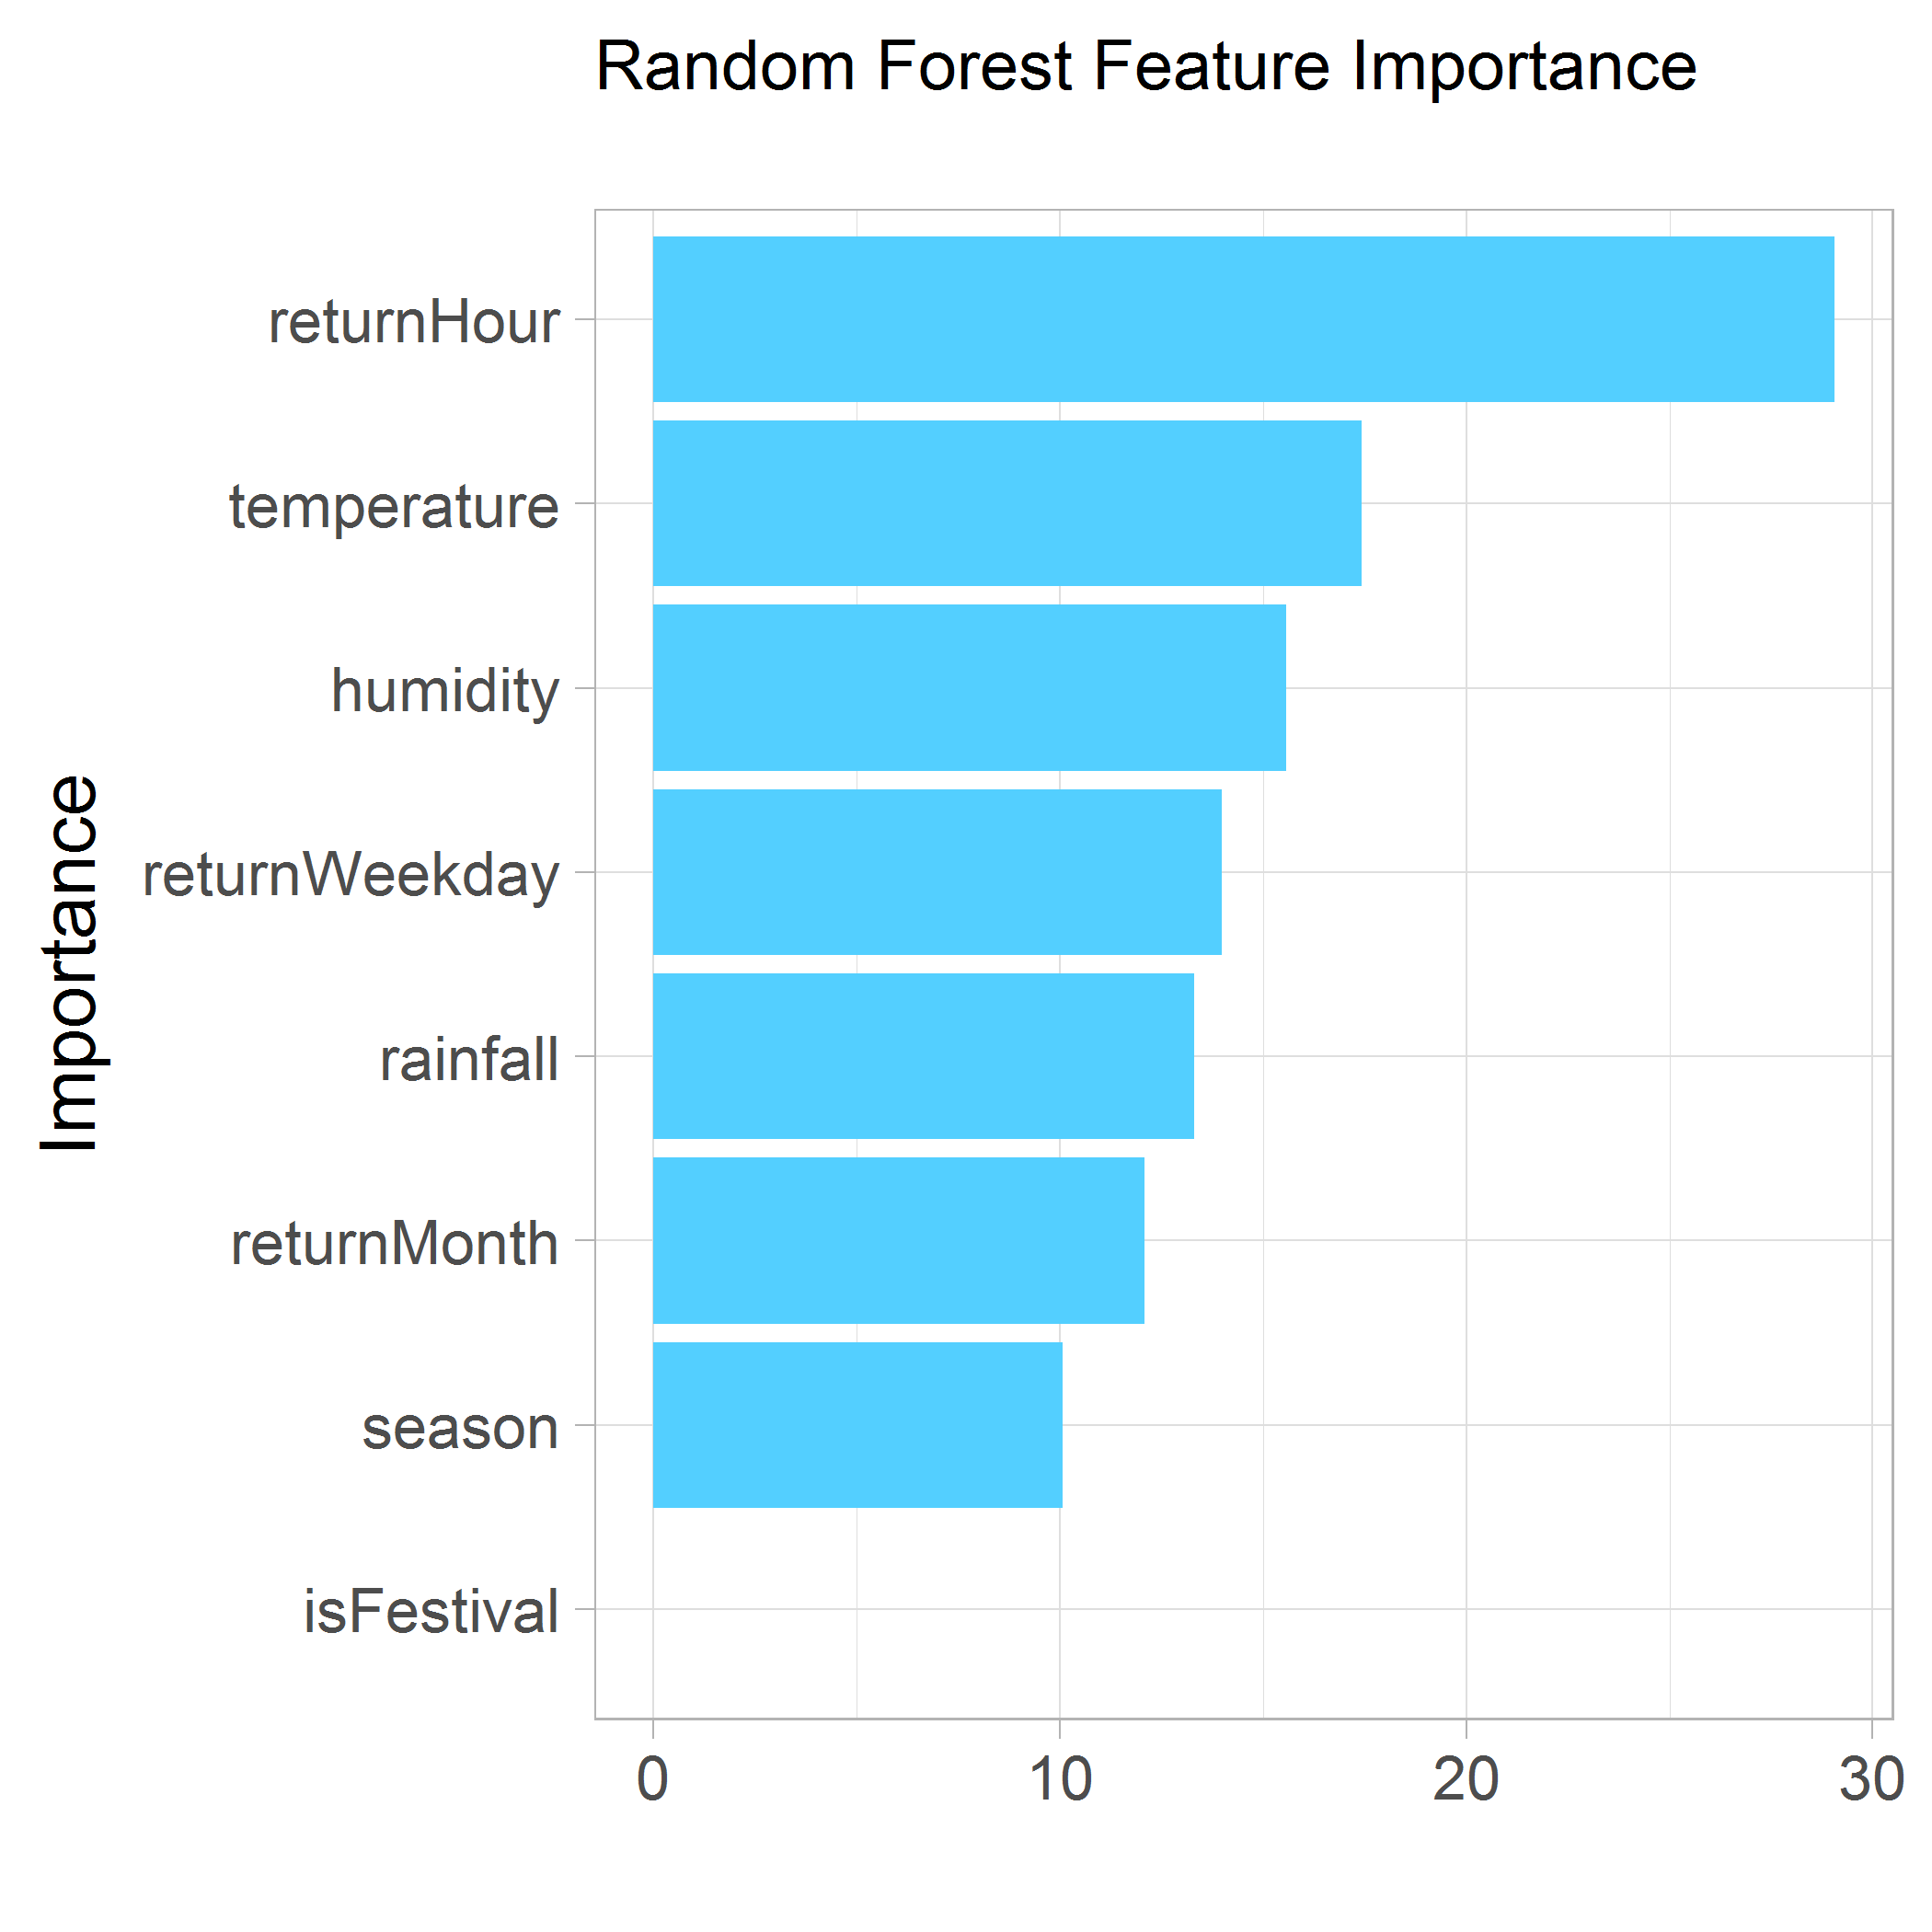 Random Forest Feature Importance
Importance
returnHour
temperature
humidity
returnWeekday
rainfall
returnMonth
season
isFestival
0 10 20 30